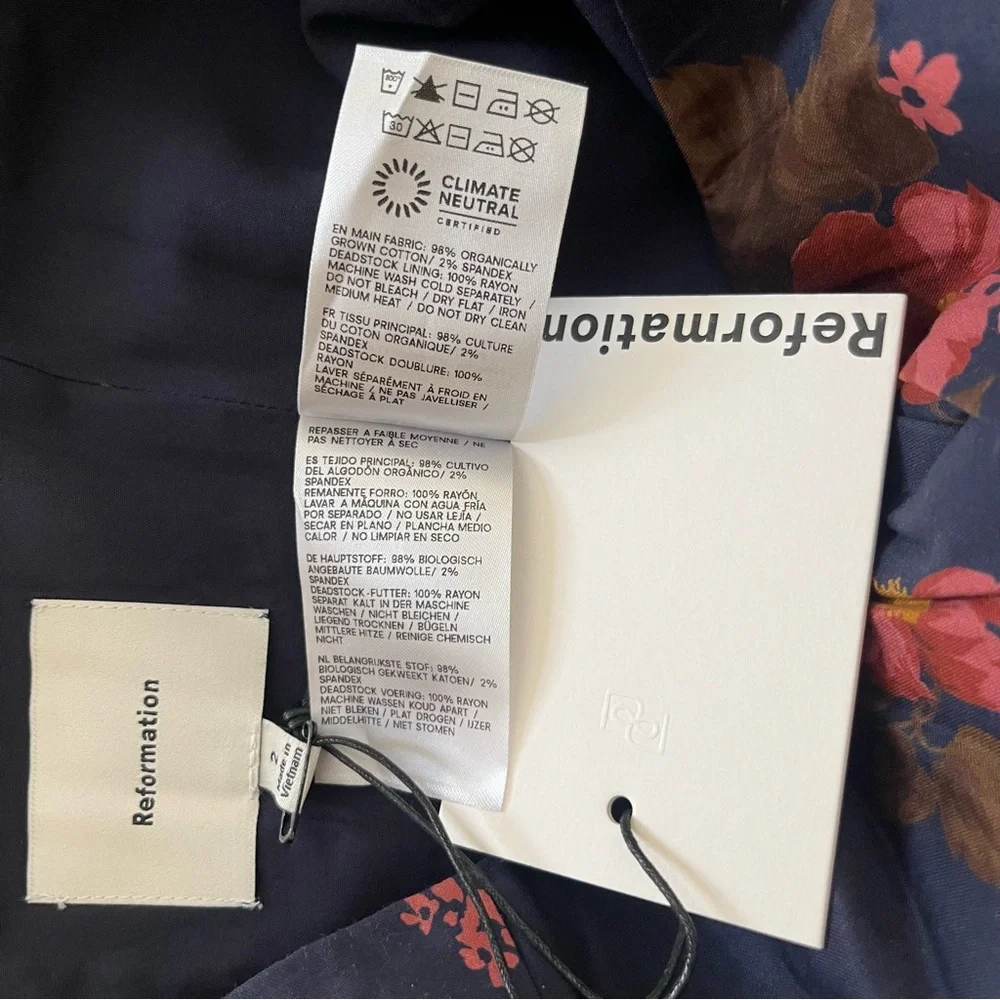 30
CLIMATE
NEUTRAL
CERTIFIED
EN MAIN FABRIC: 98% ORGANICALLY
GROWN COTTON/ 2% SPANDEX
DEADSTOCK LINING: 100% RAYON
MACHINE WASH COLD SEPARATELY /
DO NOT BLEACH / DRY FLAT / IRON
MEDIUM HEAT / DO NOT DRY CLEAN
FR TISSU PRINCIPAL: 98% CULTURE
DU COTON ORGANIQUE/ 2%
SPANDEX
DEADSTOCK DOUBLURE: 100%
RAYON
LAVER SÉPARÉMENT À FROID EN
MACHINE / NE PAS JAVELLISER /
SÉCHAGE À PLAT
REPASSER A FAIBLE MOYENNE / NE
PAS NETTOYER À SEC
ES TEJIDO PRINCIPAL: 98% CULTIVO
DEL ALGODÓN ORGÁNICO/ 2%
SPANDEX
REMANENTE FORRO: 100% RAYÓN
LAVAR A MÁQUINA CON AGUA FRÍA
POR SEPARADO / NO USAR LEJÍA /
SECAR EN PLANO / PLANCHA MEDIO
CALOR / NO LIMPIAR EN SECO
DE HAUPTSTOFF: 98% BIOLOGISCH
ANGEBAUTE BAUMWOLLE/ 2%
SPANDEX
DEADSTOCK-FUTTER: 100% RAYON
SEPARAT KALT IN DER MASCHINE
WASCHEN / NICHT BLEICHEN /
LIEGEND TROCKNEN / BÜGELN
MITTLERE HITZE / REINIGE CHEMISCH
NICHT
NL BELANGRIJKSTE STOF: 98%
BIOLOGISCH GEKWEEKT KATOEN/ 2%
SPANDEX
DEADSTOCK VOERING: 100% RAYON
MACHINE WASSEN KOUD APART /
NIET BLEKEN / PLAT DROGEN / IJZER
MIDDELHITTE / NIET STOMEN
Reformation
Reformation
2
Made in
Vietnam